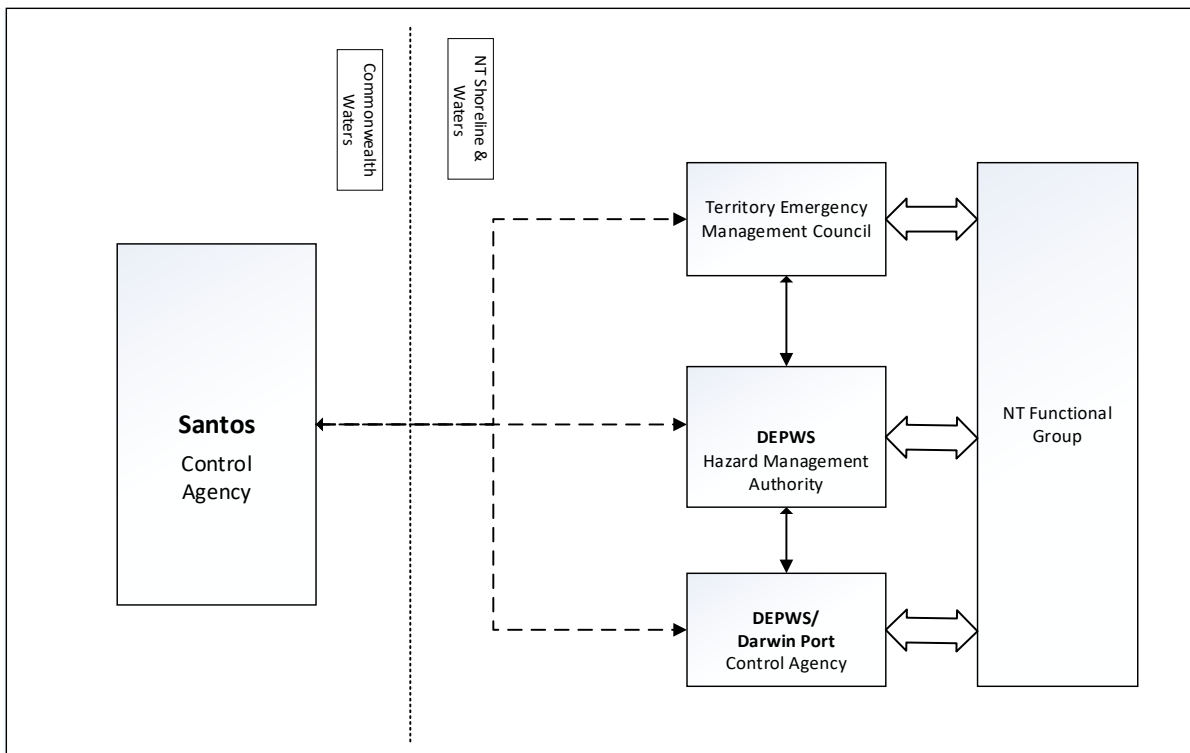 Commonwealth
Waters
NT Shoreline &
Waters
Santos
Control
Agency
Territory Emergency
Management Council
DEPWS
Hazard Management
Authority
DEPWS/
Darwin Port
Control Agency
NT Functional
Group